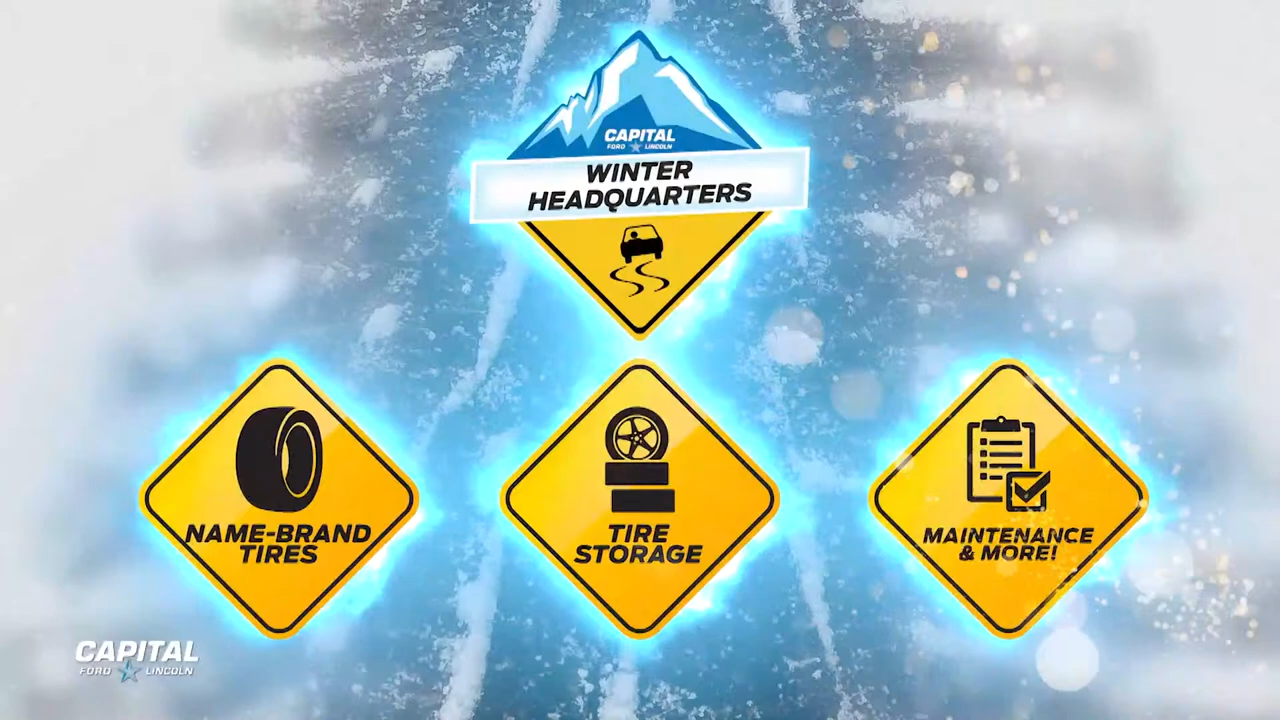 CAPITAL
FORD LINCOLN
WINTER
HEADQUARTERS
NAME-BRAND
TIRES
TIRE
STORAGE
MAINTENANCE
& MORE!
CAPITAL
FORD LINCOLN